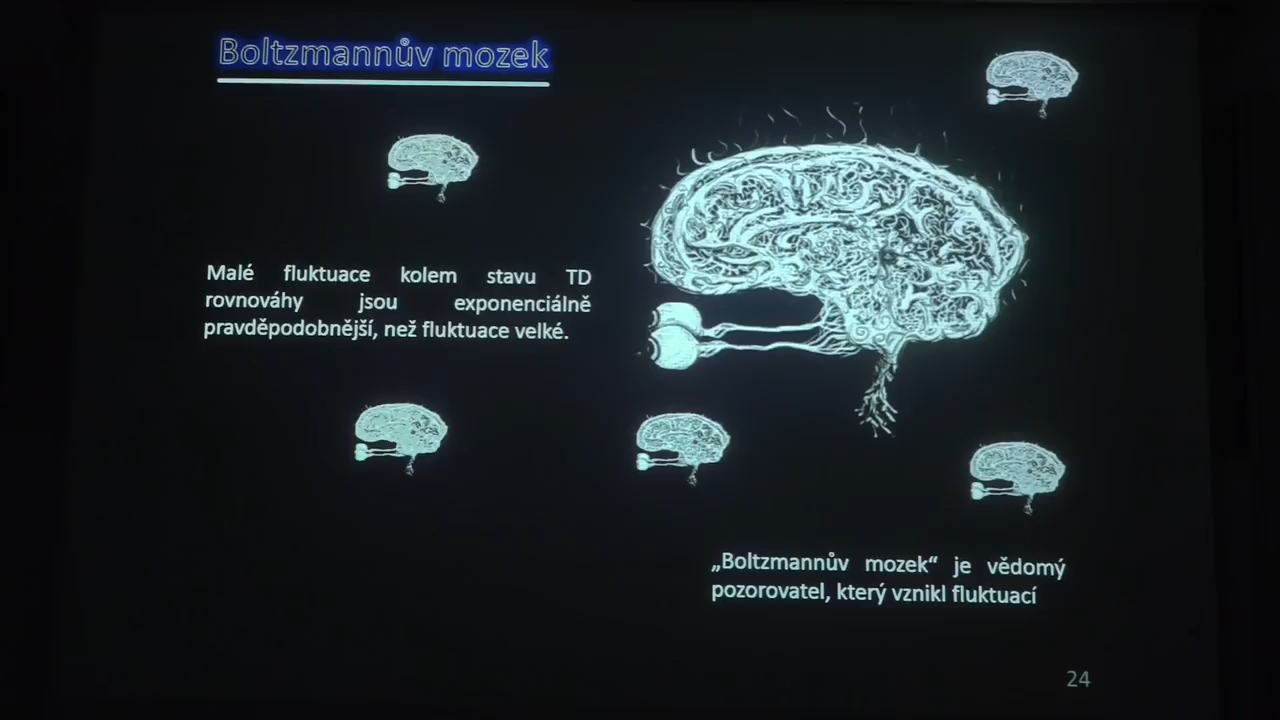 Boltzmannův mozek
Malé fluktuace kolem stavu TD
rovnováhy jsou exponenciálně
pravděpodobnější, než fluktuace velké.
„Boltzmannův mozek“ je vědomý
pozorovatel, který vznikl fluktuací
24